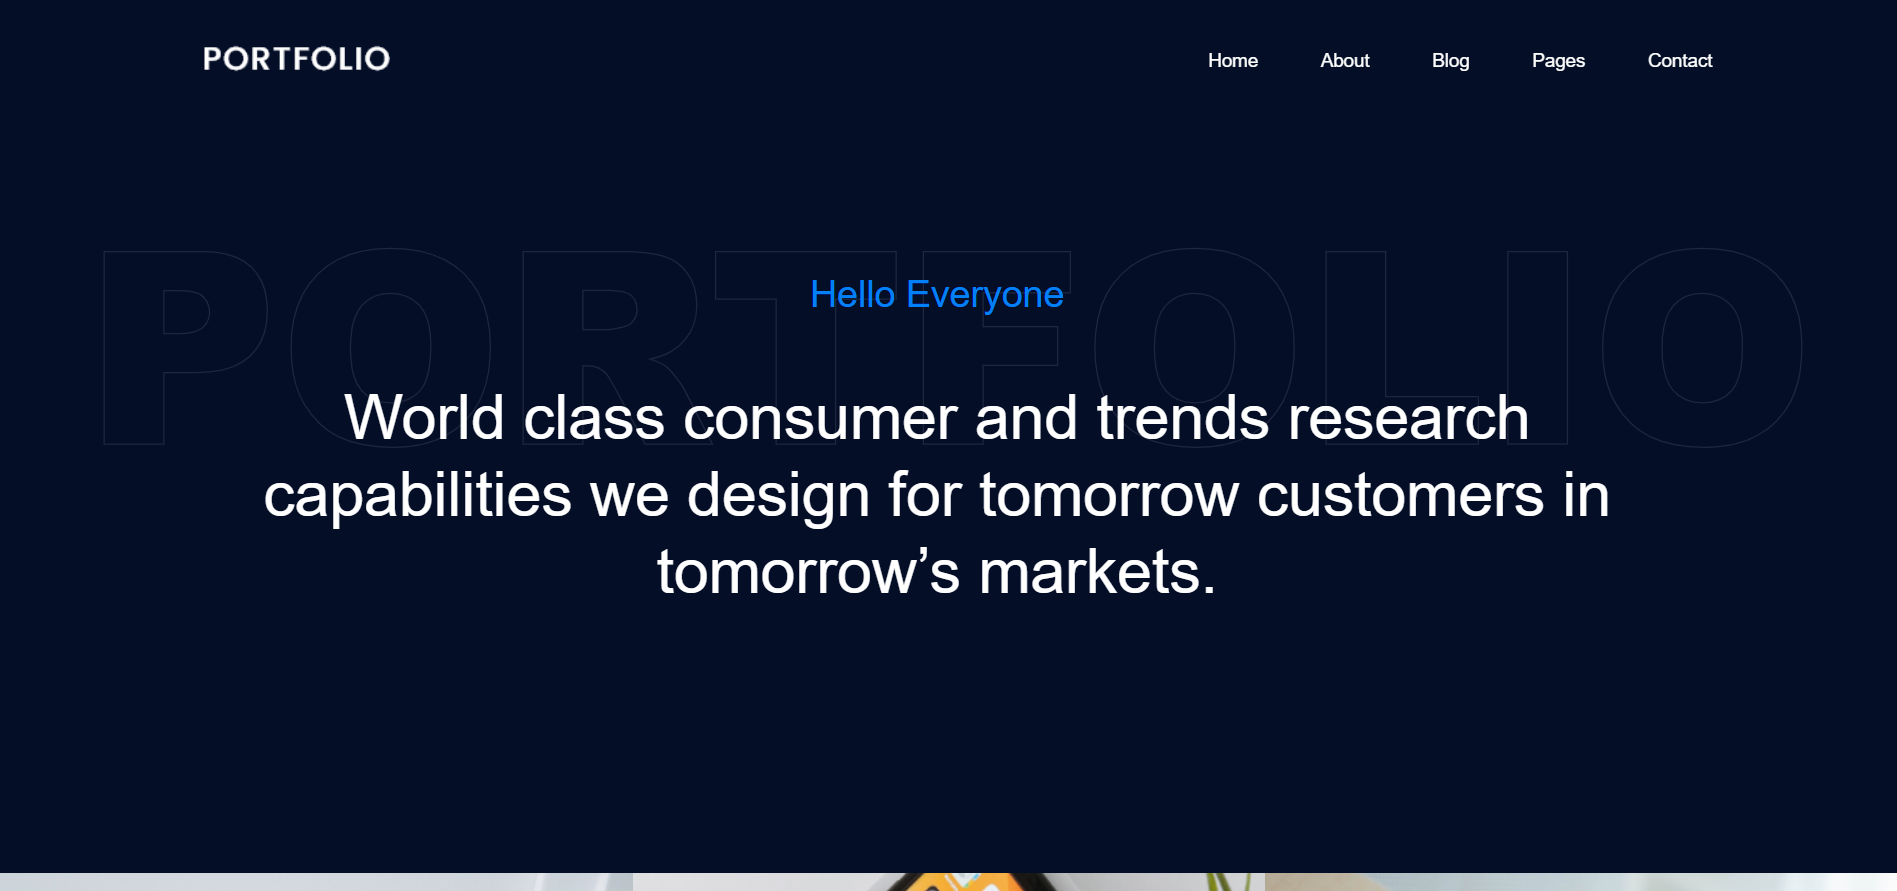 PORTFOLIO
Home About Blog Pages Contact
PORTFOLIO
Hello Everyone
World class consumer and trends research
capabilities we design for tomorrow customers in
tomorrow’s markets.